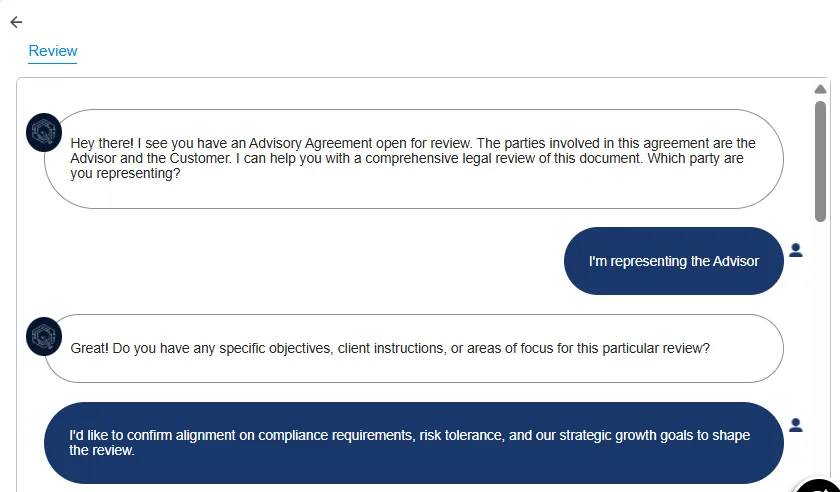 Review
Hey there! I see you have an Advisory Agreement open for review. The parties involved in this agreement are the
Advisor and the Customer. I can help you with a comprehensive legal review of this document. Which party are
you representing?
I'm representing the Advisor
Great! Do you have any specific objectives, client instructions, or areas of focus for this particular review?
I'd like to confirm alignment on compliance requirements, risk tolerance, and our strategic growth goals to shape
the review.